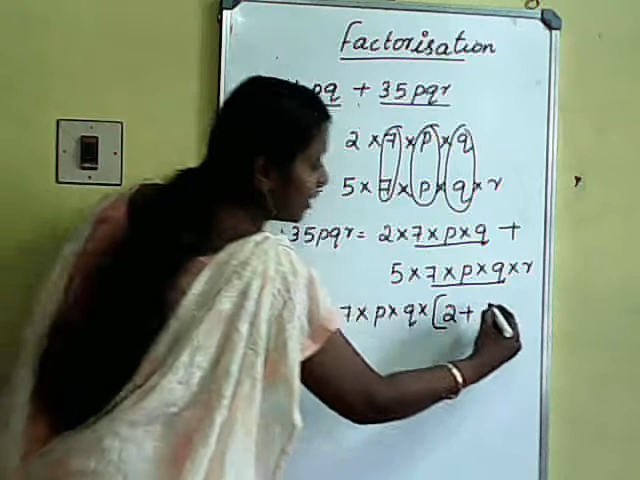 Factorisation
pq + 35pqr
2 × 7 × p × q
5 × 7 × p × q × r
35pqr = 2 × 7 × p × q +
5 × 7 × p × q × r
7 × p × q × [2 +